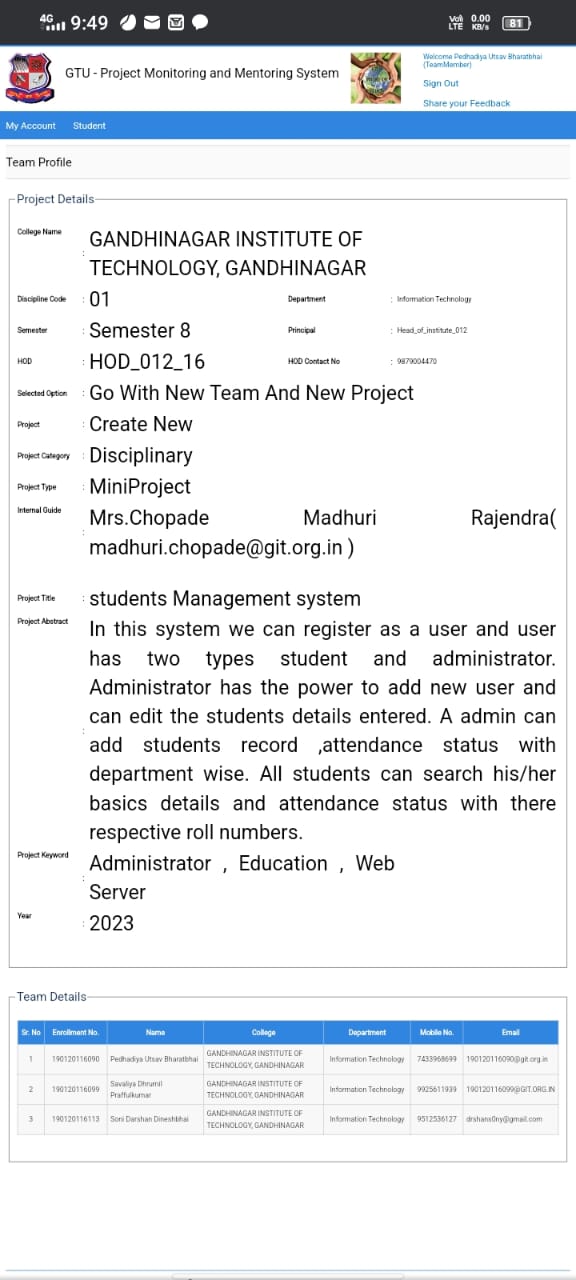 4G 9:49 Vo)) LTE 0.00 KB/s 81
GTU - Project Monitoring and Mentoring System
Welcome Pedhadiya Utsav Bharatbhai
(TeamMember)
Sign Out
Share your Feedback
My Account Student
Team Profile
Project Details
College Name : GANDHINAGAR INSTITUTE OF
TECHNOLOGY, GANDHINAGAR
Discipline Code : 01 Department : Information Technology
Semester : Semester 8 Principal : Head_of_institute_012
HOD : HOD_012_16 HOD Contact No : 9879004470
Selected Option : Go With New Team And New Project
Project : Create New
Project Category : Disciplinary
Project Type : MiniProject
Internal Guide : Mrs.Chopade Madhuri Rajendra(
madhuri.chopade@git.org.in )
Project Title : students Management system
Project Abstract : In this system we can register as a user and user
has two types student and administrator.
Administrator has the power to add new user and
can edit the students details entered. A admin can
add students record ,attendance status with
department wise. All students can search his/her
basics details and attendance status with there
respective roll numbers.
Project Keyword : Administrator , Education , Web
Server
Year : 2023
Team Details
Sr. No Enrollment No. Name College Department Mobile No. Email
1 190120116090 Pedhadiya Utsav Bharatbhai GANDHINAGAR INSTITUTE OF TECHNOLOGY, GANDHINAGAR Information Technology 7433968699 190120116090@git.org.in
2 190120116099 Savaliya Dhrumil Praffulkumar GANDHINAGAR INSTITUTE OF TECHNOLOGY, GANDHINAGAR Information Technology 9925611939 190120116099@GIT.ORG.IN
3 190120116113 Soni Darshan Dineshbhai GANDHINAGAR INSTITUTE OF TECHNOLOGY, GANDHINAGAR Information Technology 9512536127 drshans0ny@gmail.com